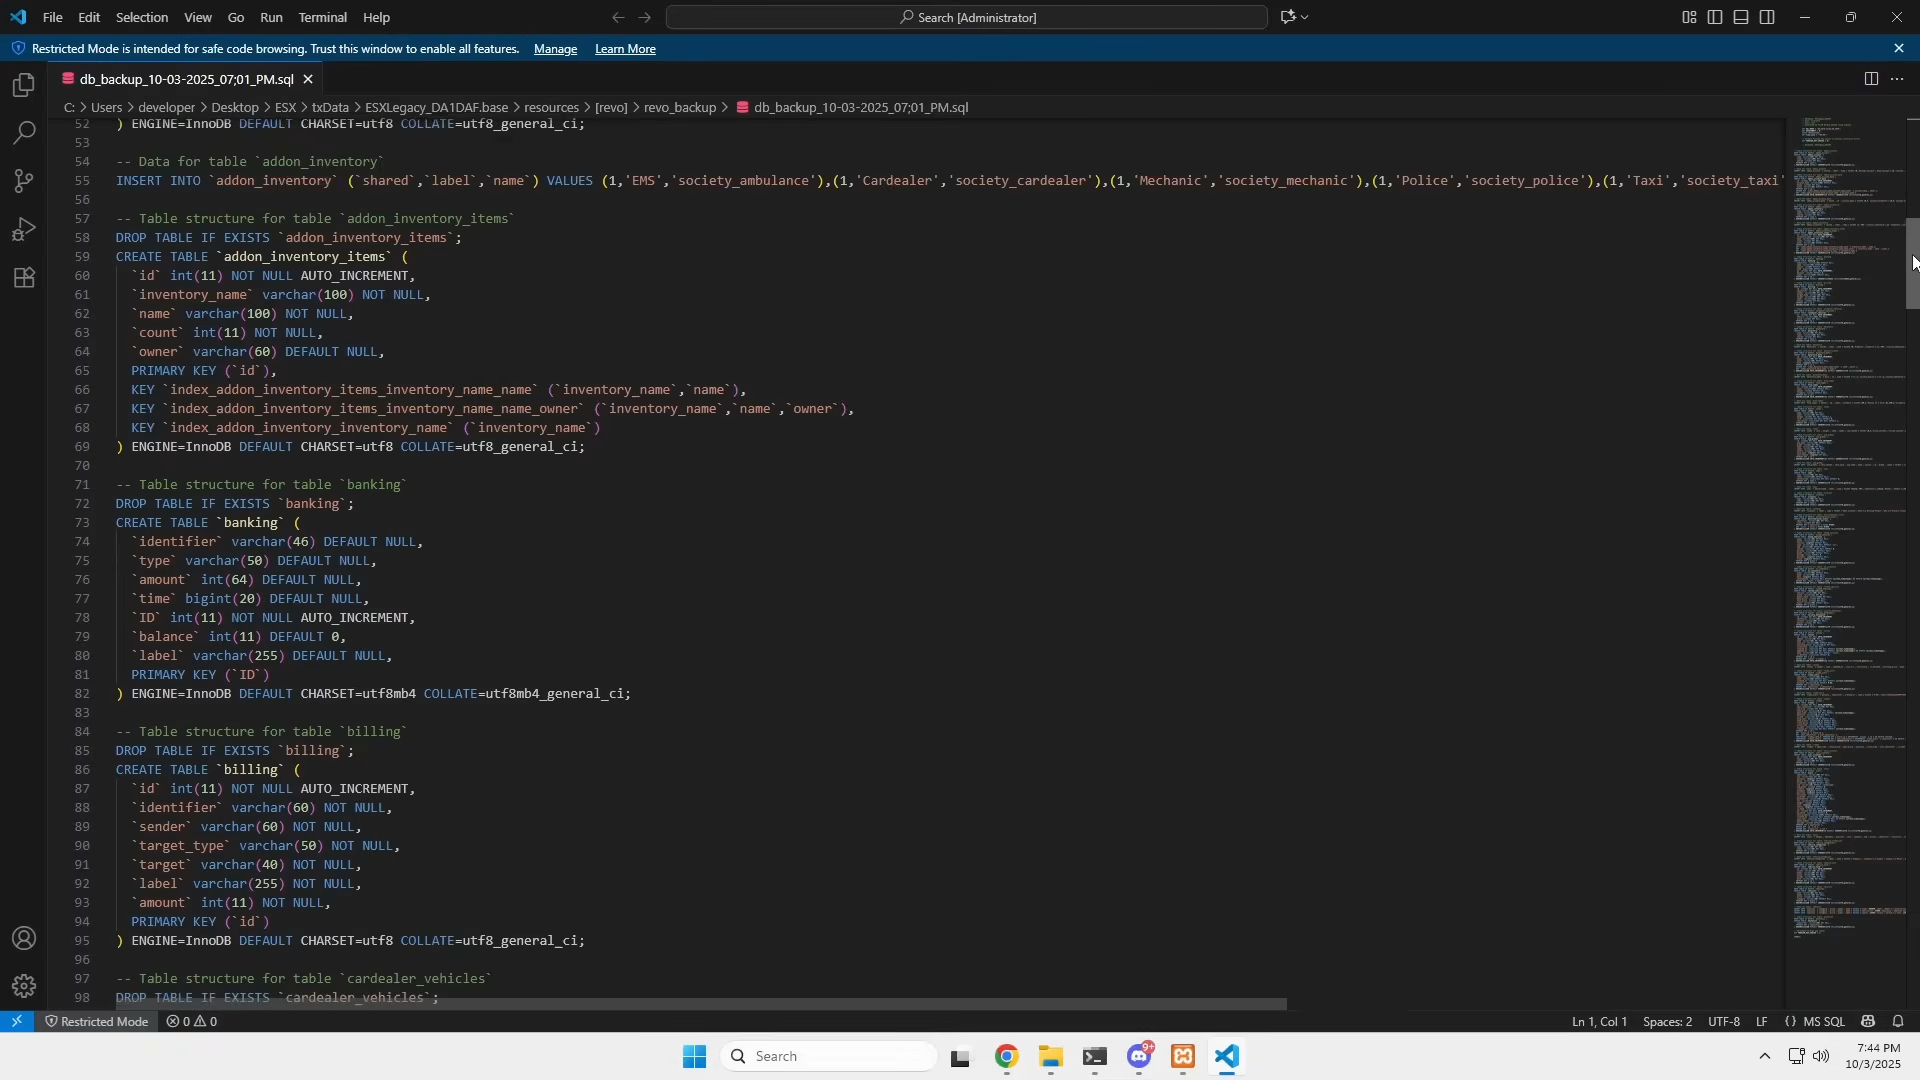 File Edit Selection View Go Run Terminal Help
Search [Administrator]
Restricted Mode is intended for safe code browsing. Trust this window to enable all features. Manage Learn More
db_backup_10-03-2025_07;01_PM.sql
C: > Users > developer > Desktop > ESX > txData > ESXLegacy_DA1DAF.base > resources > [revo] > revo_backup > db_backup_10-03-2025_07;01_PM.sql
52 ) ENGINE=InnoDB DEFAULT CHARSET=utf8 COLLATE=utf8_general_ci;
53
54 -- Data for table `addon_inventory`
55 INSERT INTO `addon_inventory` (`shared`,`label`,`name`) VALUES (1,'EMS','society_ambulance'),(1,'Cardealer','society_cardealer'),(1,'Mechanic','society_mechanic'),(1,'Police','society_police'),(1,'Taxi','society_taxi'
56
57 -- Table structure for table `addon_inventory_items`
58 DROP TABLE IF EXISTS `addon_inventory_items`;
59 CREATE TABLE `addon_inventory_items` (
60 `id` int(11) NOT NULL AUTO_INCREMENT,
61 `inventory_name` varchar(100) NOT NULL,
62 `name` varchar(100) NOT NULL,
63 `count` int(11) NOT NULL,
64 `owner` varchar(60) DEFAULT NULL,
65 PRIMARY KEY (`id`),
66 KEY `index_addon_inventory_items_inventory_name_name` (`inventory_name`,`name`),
67 KEY `index_addon_inventory_items_inventory_name_name_owner` (`inventory_name`,`name`,`owner`),
68 KEY `index_addon_inventory_inventory_name` (`inventory_name`)
69 ) ENGINE=InnoDB DEFAULT CHARSET=utf8 COLLATE=utf8_general_ci;
70
71 -- Table structure for table `banking`
72 DROP TABLE IF EXISTS `banking`;
73 CREATE TABLE `banking` (
74 `identifier` varchar(46) DEFAULT NULL,
75 `type` varchar(50) DEFAULT NULL,
76 `amount` int(64) DEFAULT NULL,
77 `time` bigint(20) DEFAULT NULL,
78 `ID` int(11) NOT NULL AUTO_INCREMENT,
79 `balance` int(11) DEFAULT 0,
80 `label` varchar(255) DEFAULT NULL,
81 PRIMARY KEY (`ID`)
82 ) ENGINE=InnoDB DEFAULT CHARSET=utf8mb4 COLLATE=utf8mb4_general_ci;
83
84 -- Table structure for table `billing`
85 DROP TABLE IF EXISTS `billing`;
86 CREATE TABLE `billing` (
87 `id` int(11) NOT NULL AUTO_INCREMENT,
88 `identifier` varchar(60) NOT NULL,
89 `sender` varchar(60) NOT NULL,
90 `target_type` varchar(50) NOT NULL,
91 `target` varchar(40) NOT NULL,
92 `label` varchar(255) NOT NULL,
93 `amount` int(11) NOT NULL,
94 PRIMARY KEY (`id`)
95 ) ENGINE=InnoDB DEFAULT CHARSET=utf8 COLLATE=utf8_general_ci;
96
97 -- Table structure for table `cardealer_vehicles`
98 DROP TABLE IF EXISTS `cardealer_vehicles`;
Restricted Mode 0 0
Ln 1, Col 1 Spaces: 2 UTF-8 LF {} MS SQL
Search
9+
7:44 PM
10/3/2025